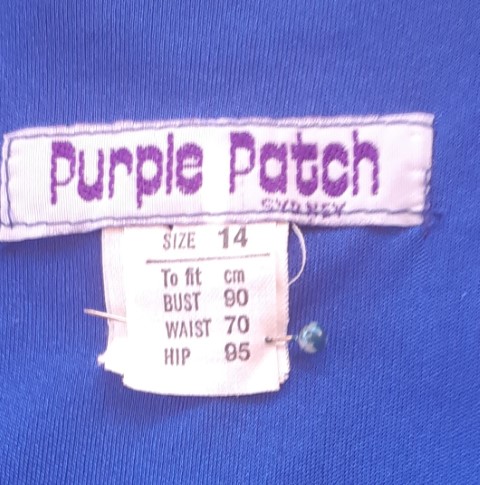 Purple Patch
SYDNEY
SIZE 14
To fit cm
BUST 90
WAIST 70
HIP 95